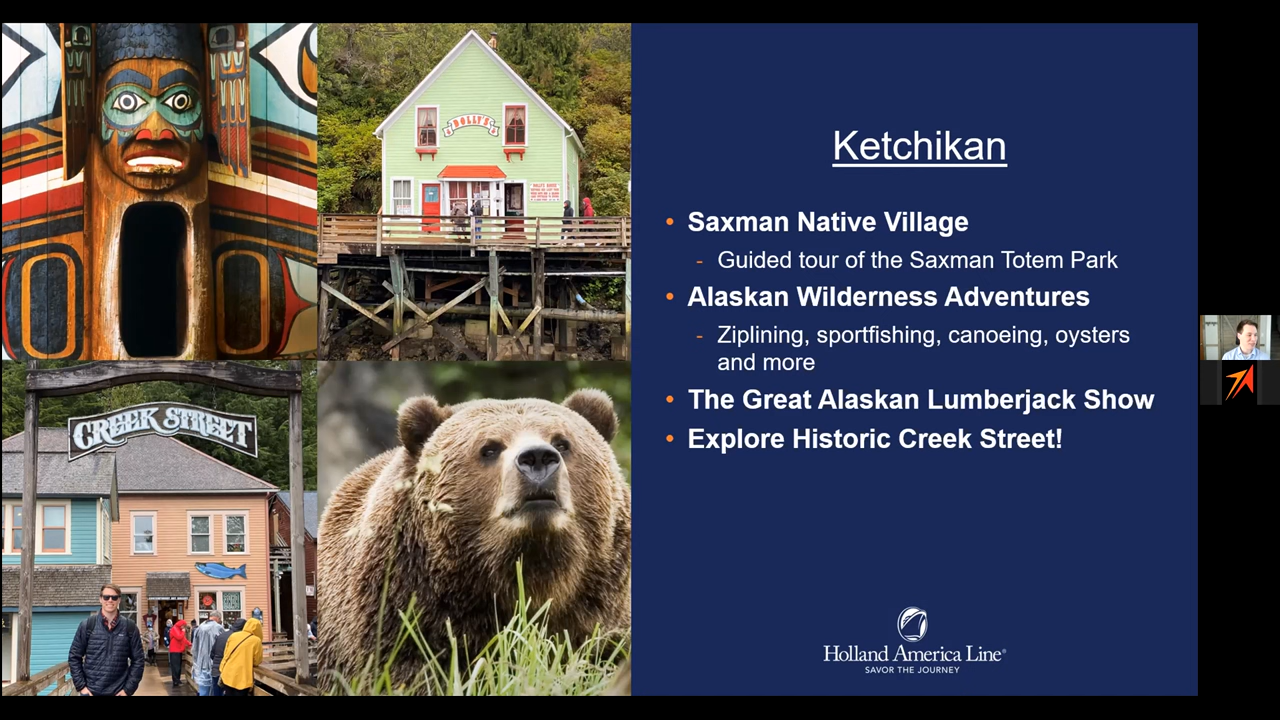 DOLLY'S
CREEK STREET
Ketchikan
• Saxman Native Village
- Guided tour of the Saxman Totem Park
• Alaskan Wilderness Adventures
- Ziplining, sportfishing, canoeing, oysters
and more
• The Great Alaskan Lumberjack Show
• Explore Historic Creek Street!
Holland America Line®
SAVOR THE JOURNEY